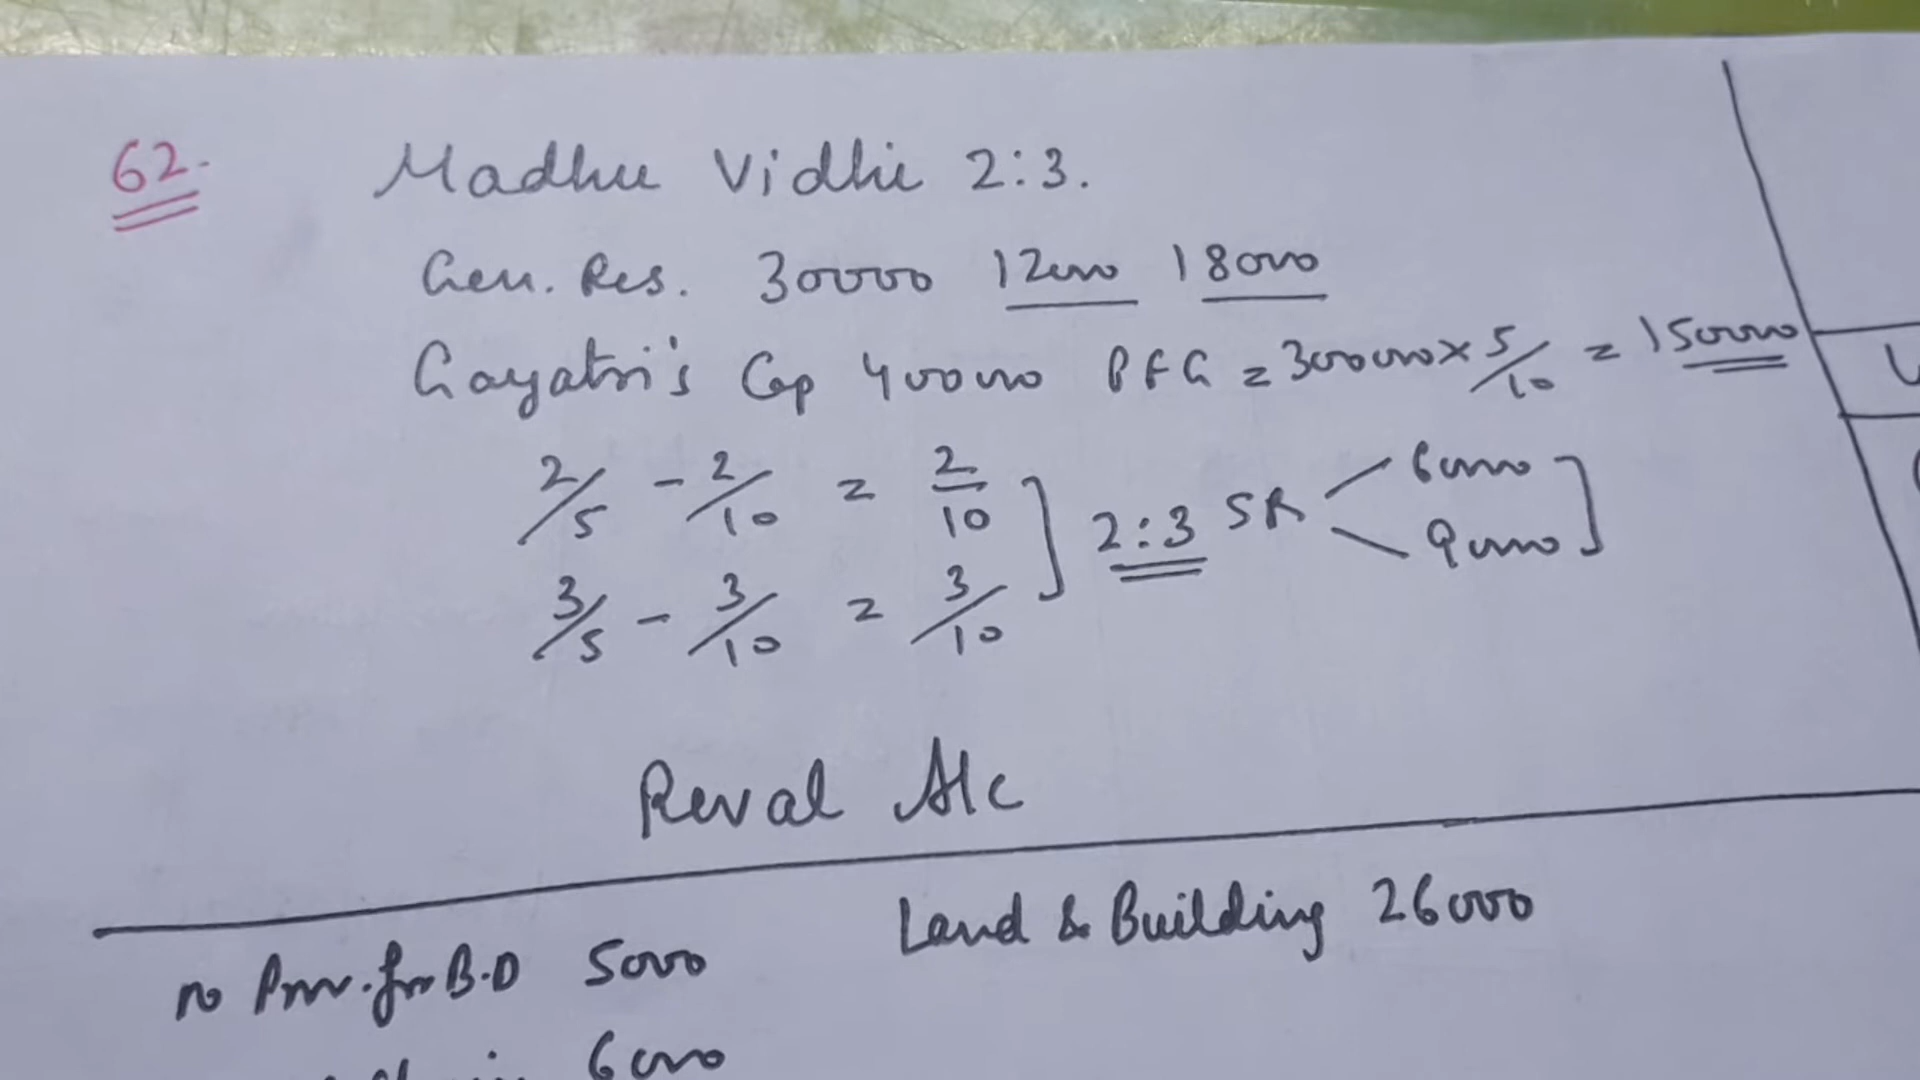 62.
Madhu Vidhi 2:3.
Gen. Res. 30000 12000 18000
Gayatri's Cap 400000 PFG = 300000 × 5/10 = 150000
2/5 - 2/10 = 2/10
2:3 SR 60000
90000
3/5 - 3/10 = 3/10
Reval A/c
Land & Building 26000
To Prov. for B.D 5000
6000